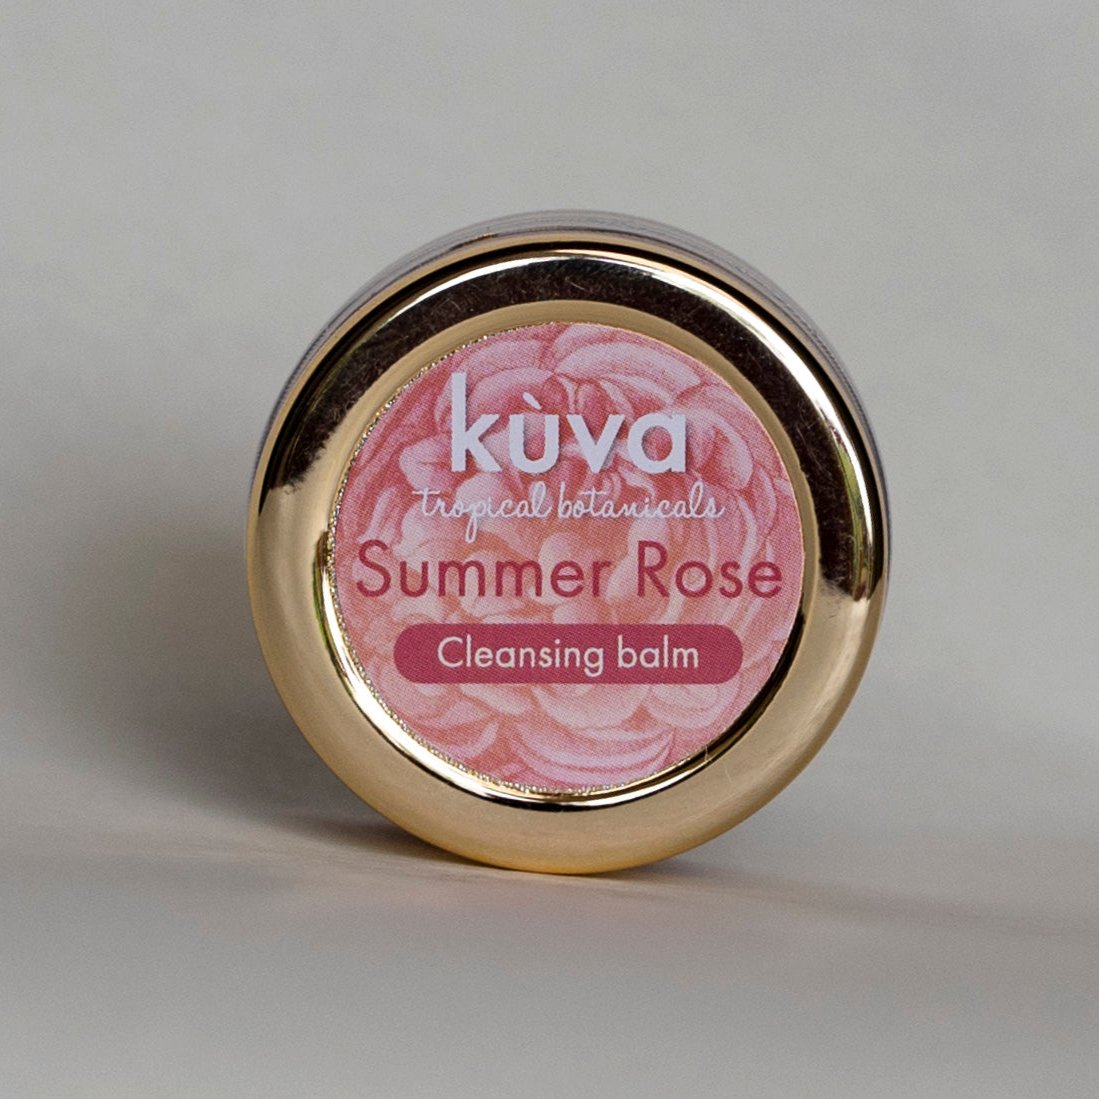 kùva
tropical botanicals
Summer Rose
Cleansing balm